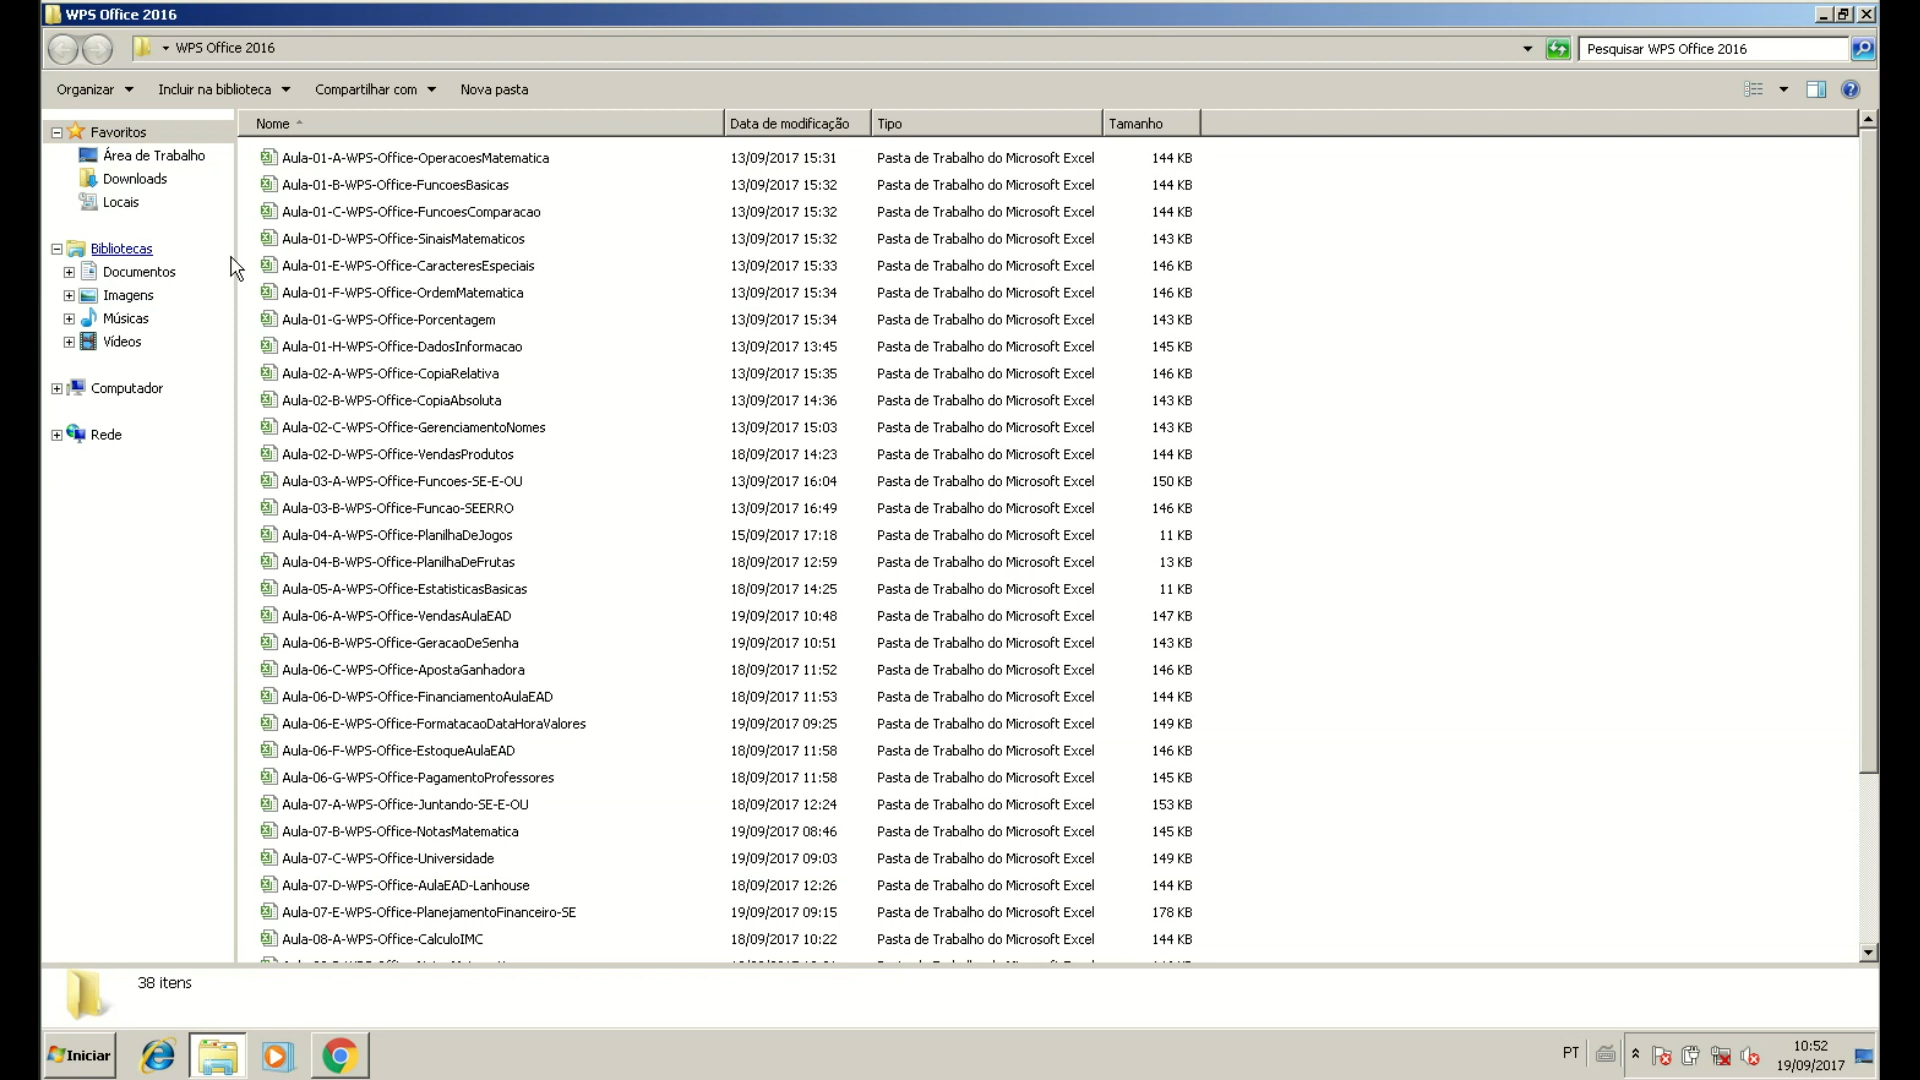 WPS Office 2016
WPS Office 2016
Pesquisar WPS Office 2016
Organizar Incluir na biblioteca Compartilhar com Nova pasta
Favoritos
Área de Trabalho
Downloads
Locais
Bibliotecas
Documentos
Imagens
Músicas
Vídeos
Computador
Rede
Nome Data de modificação Tipo Tamanho
Aula-01-A-WPS-Office-OperacoesMatematica 13/09/2017 15:31 Pasta de Trabalho do Microsoft Excel 144 KB
Aula-01-B-WPS-Office-FuncoesBasicas 13/09/2017 15:32 Pasta de Trabalho do Microsoft Excel 144 KB
Aula-01-C-WPS-Office-FuncoesComparacao 13/09/2017 15:32 Pasta de Trabalho do Microsoft Excel 144 KB
Aula-01-D-WPS-Office-SinaisMatematicos 13/09/2017 15:32 Pasta de Trabalho do Microsoft Excel 143 KB
Aula-01-E-WPS-Office-CaracteresEspeciais 13/09/2017 15:33 Pasta de Trabalho do Microsoft Excel 146 KB
Aula-01-F-WPS-Office-OrdemMatematica 13/09/2017 15:34 Pasta de Trabalho do Microsoft Excel 146 KB
Aula-01-G-WPS-Office-Porcentagem 13/09/2017 15:34 Pasta de Trabalho do Microsoft Excel 143 KB
Aula-01-H-WPS-Office-DadosInformacao 13/09/2017 13:45 Pasta de Trabalho do Microsoft Excel 145 KB
Aula-02-A-WPS-Office-CopiaRelativa 13/09/2017 15:35 Pasta de Trabalho do Microsoft Excel 146 KB
Aula-02-B-WPS-Office-CopiaAbsoluta 13/09/2017 14:36 Pasta de Trabalho do Microsoft Excel 143 KB
Aula-02-C-WPS-Office-GerenciamentoNomes 13/09/2017 15:03 Pasta de Trabalho do Microsoft Excel 143 KB
Aula-02-D-WPS-Office-VendasProdutos 18/09/2017 14:23 Pasta de Trabalho do Microsoft Excel 144 KB
Aula-03-A-WPS-Office-Funcoes-SE-E-OU 13/09/2017 16:04 Pasta de Trabalho do Microsoft Excel 150 KB
Aula-03-B-WPS-Office-Funcao-SEERRO 13/09/2017 16:49 Pasta de Trabalho do Microsoft Excel 146 KB
Aula-04-A-WPS-Office-PlanilhaDeJogos 15/09/2017 17:18 Pasta de Trabalho do Microsoft Excel 11 KB
Aula-04-B-WPS-Office-PlanilhaDeFrutas 18/09/2017 12:59 Pasta de Trabalho do Microsoft Excel 13 KB
Aula-05-A-WPS-Office-EstatisticasBasicas 18/09/2017 14:25 Pasta de Trabalho do Microsoft Excel 11 KB
Aula-06-A-WPS-Office-VendasAulaEAD 19/09/2017 10:48 Pasta de Trabalho do Microsoft Excel 147 KB
Aula-06-B-WPS-Office-GeracaoDeSenha 19/09/2017 10:51 Pasta de Trabalho do Microsoft Excel 143 KB
Aula-06-C-WPS-Office-ApostaGanhadora 18/09/2017 11:52 Pasta de Trabalho do Microsoft Excel 146 KB
Aula-06-D-WPS-Office-FinanciamentoAulaEAD 18/09/2017 11:53 Pasta de Trabalho do Microsoft Excel 144 KB
Aula-06-E-WPS-Office-FormatacaoDataHoraValores 19/09/2017 09:25 Pasta de Trabalho do Microsoft Excel 149 KB
Aula-06-F-WPS-Office-EstoqueAulaEAD 18/09/2017 11:58 Pasta de Trabalho do Microsoft Excel 146 KB
Aula-06-G-WPS-Office-PagamentoProfessores 18/09/2017 11:58 Pasta de Trabalho do Microsoft Excel 145 KB
Aula-07-A-WPS-Office-Juntando-SE-E-OU 18/09/2017 12:24 Pasta de Trabalho do Microsoft Excel 153 KB
Aula-07-B-WPS-Office-NotasMatematica 19/09/2017 08:46 Pasta de Trabalho do Microsoft Excel 145 KB
Aula-07-C-WPS-Office-Universidade 19/09/2017 09:03 Pasta de Trabalho do Microsoft Excel 149 KB
Aula-07-D-WPS-Office-AulaEAD-Lanhouse 18/09/2017 12:26 Pasta de Trabalho do Microsoft Excel 144 KB
Aula-07-E-WPS-Office-PlanejamentoFinanceiro-SE 19/09/2017 09:15 Pasta de Trabalho do Microsoft Excel 178 KB
Aula-08-A-WPS-Office-CalculoIMC 18/09/2017 10:22 Pasta de Trabalho do Microsoft Excel 144 KB
38 itens
Iniciar
PT
10:52
19/09/2017